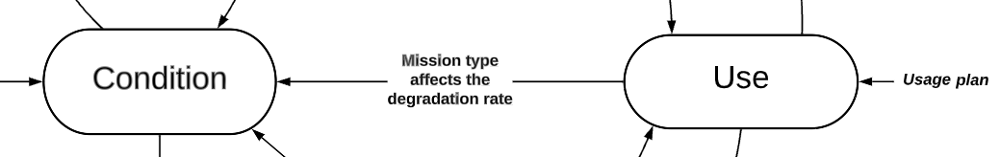 Condition
Mission type
affects the
degradation rate
Use
Usage plan